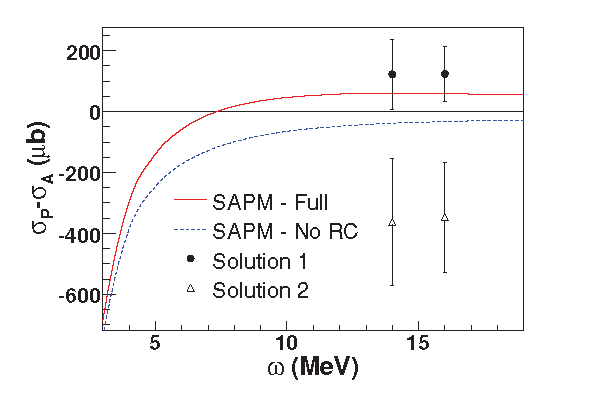 200
0
-200
-400
-600
σP-σA (μb)
SAPM - Full
SAPM - No RC
Solution 1
Solution 2
5 10 15
ω (MeV)